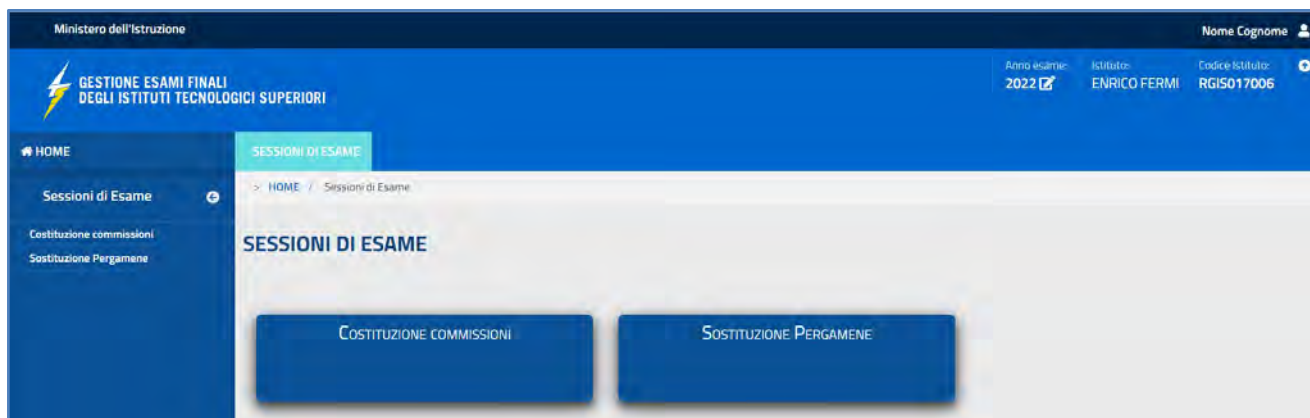 Ministero dell'Istruzione
Nome Cognome
GESTIONE ESAMI FINALI
DEGLI ISTITUTI TECNOLOGICI SUPERIORI
Anno esame:
2022
Istituto:
ENRICO FERMI
Codice Istituto:
RGIS017006
HOME
SESSIONI DI ESAME
Sessioni di Esame
> HOME / Sessioni di Esame
Costituzione commissioni
Sostituzione Pergamene
SESSIONI DI ESAME
COSTITUZIONE COMMISSIONI
SOSTITUZIONE PERGAMENE